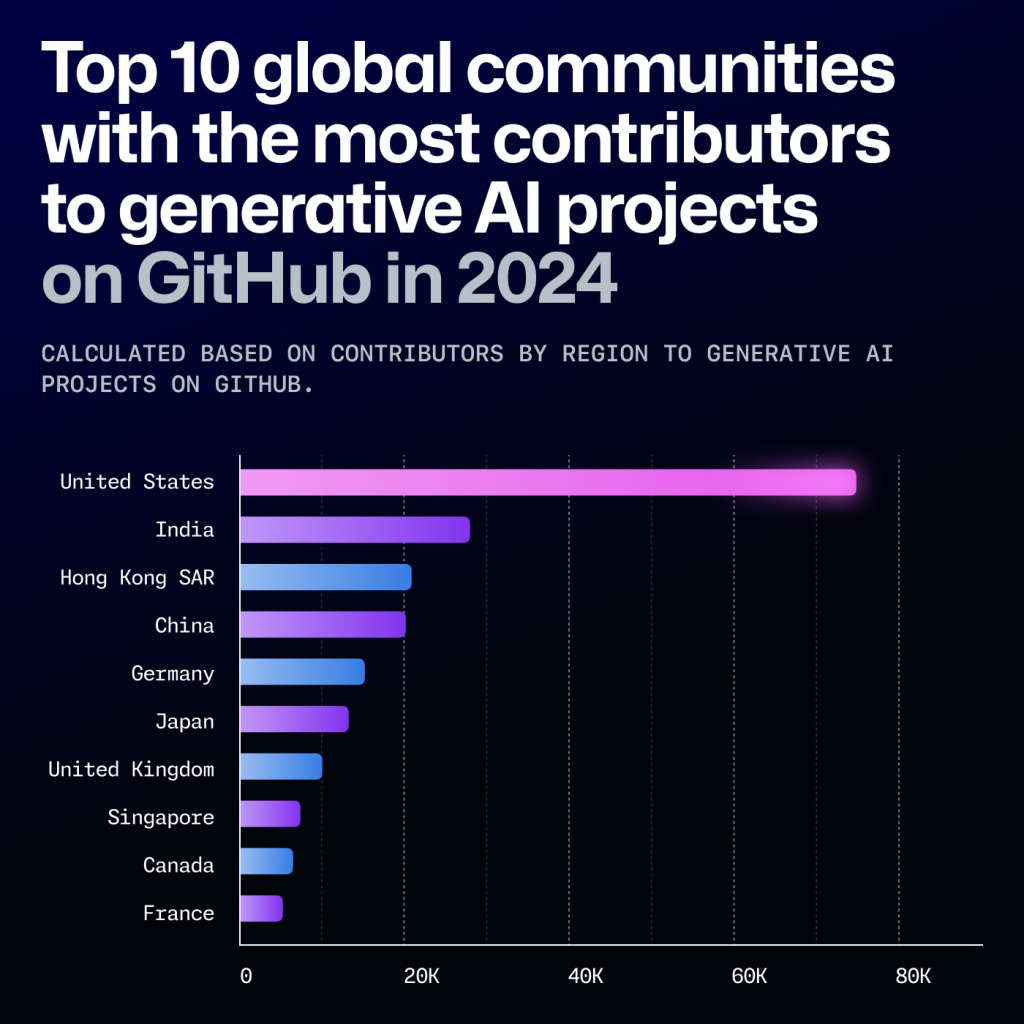 Top 10 global communities
with the most contributors
to generative AI projects
on GitHub in 2024
CALCULATED BASED ON CONTRIBUTORS BY REGION TO GENERATIVE AI
PROJECTS ON GITHUB.
United States
India
Hong Kong SAR
China
Germany
Japan
United Kingdom
Singapore
Canada
France
0 20K 40K 60K 80K